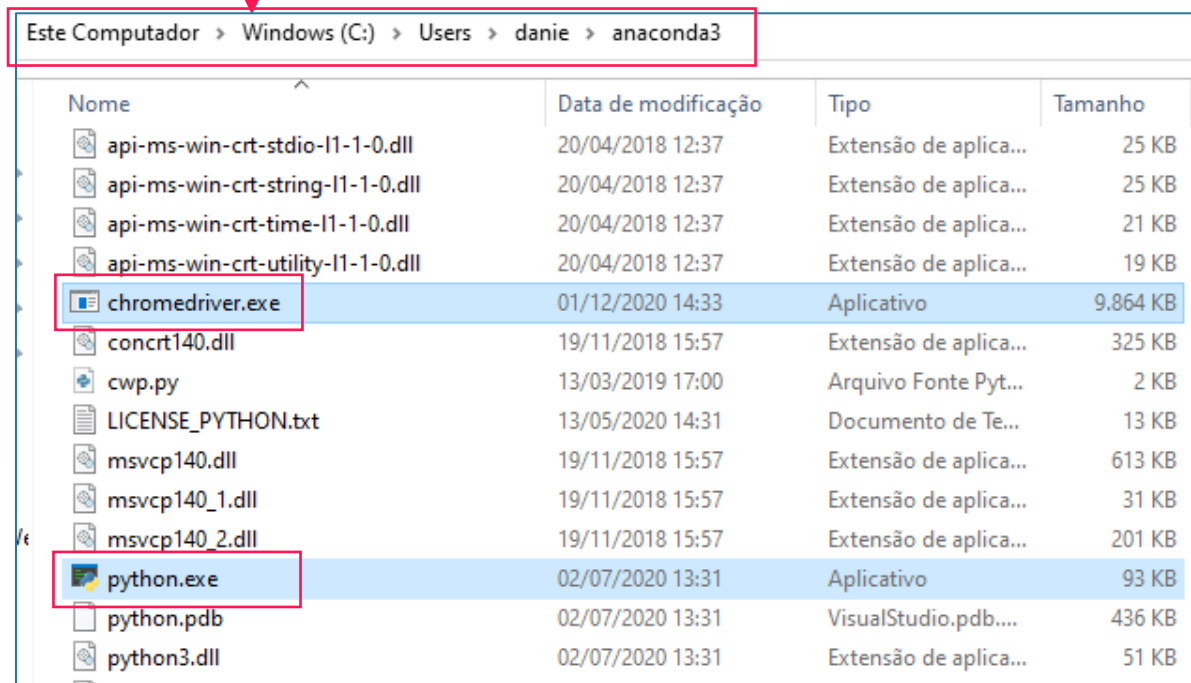 Este Computador > Windows (C:) > Users > danie > anaconda3
Nome Data de modificação Tipo Tamanho
api-ms-win-crt-stdio-l1-1-0.dll 20/04/2018 12:37 Extensão de aplica... 25 KB
api-ms-win-crt-string-l1-1-0.dll 20/04/2018 12:37 Extensão de aplica... 25 KB
api-ms-win-crt-time-l1-1-0.dll 20/04/2018 12:37 Extensão de aplica... 21 KB
api-ms-win-crt-utility-l1-1-0.dll 20/04/2018 12:37 Extensão de aplica... 19 KB
chromedriver.exe 01/12/2020 14:33 Aplicativo 9.864 KB
concrt140.dll 19/11/2018 15:57 Extensão de aplica... 325 KB
cwp.py 13/03/2019 17:00 Arquivo Fonte Pyt... 2 KB
LICENSE_PYTHON.txt 13/05/2020 14:31 Documento de Te... 13 KB
msvcp140.dll 19/11/2018 15:57 Extensão de aplica... 613 KB
msvcp140_1.dll 19/11/2018 15:57 Extensão de aplica... 31 KB
msvcp140_2.dll 19/11/2018 15:57 Extensão de aplica... 201 KB
python.exe 02/07/2020 13:31 Aplicativo 93 KB
python.pdb 02/07/2020 13:31 VisualStudio.pdb.... 436 KB
python3.dll 02/07/2020 13:31 Extensão de aplica... 51 KB